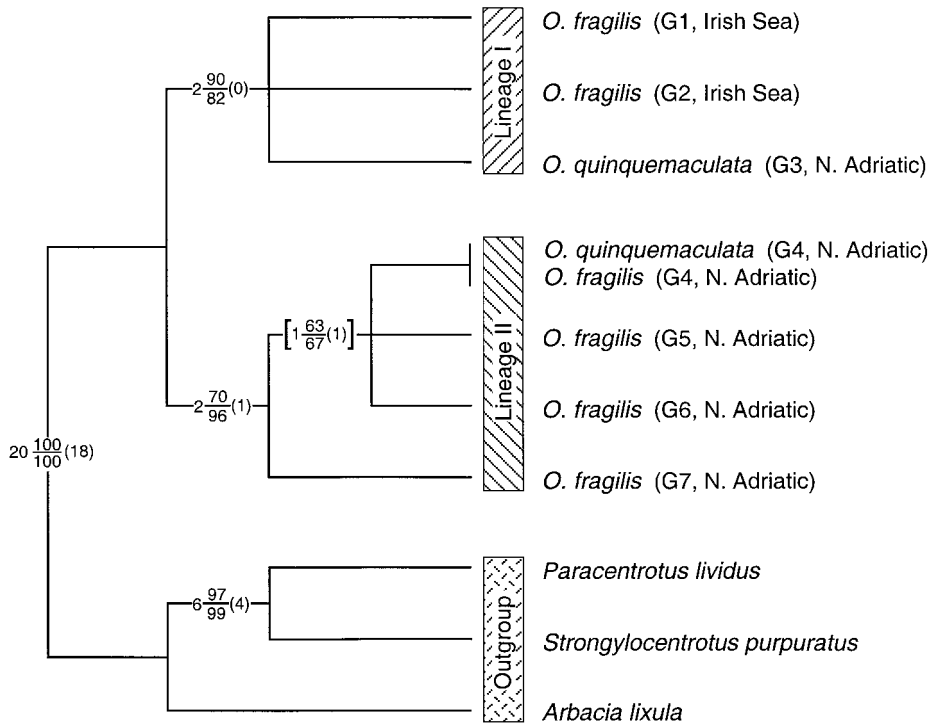 O. fragilis (G1, Irish Sea)
2 90/82 (0)
Lineage I
O. fragilis (G2, Irish Sea)
O. quinquemaculata (G3, N. Adriatic)
O. quinquemaculata (G4, N. Adriatic)
O. fragilis (G4, N. Adriatic)
[1 63/67 (1)]
Lineage II
O. fragilis (G5, N. Adriatic)
2 70/96 (1)
O. fragilis (G6, N. Adriatic)
20 100/100 (18)
O. fragilis (G7, N. Adriatic)
Paracentrotus lividus
6 97/99 (4)
Outgroup
Strongylocentrotus purpuratus
Arbacia lixula